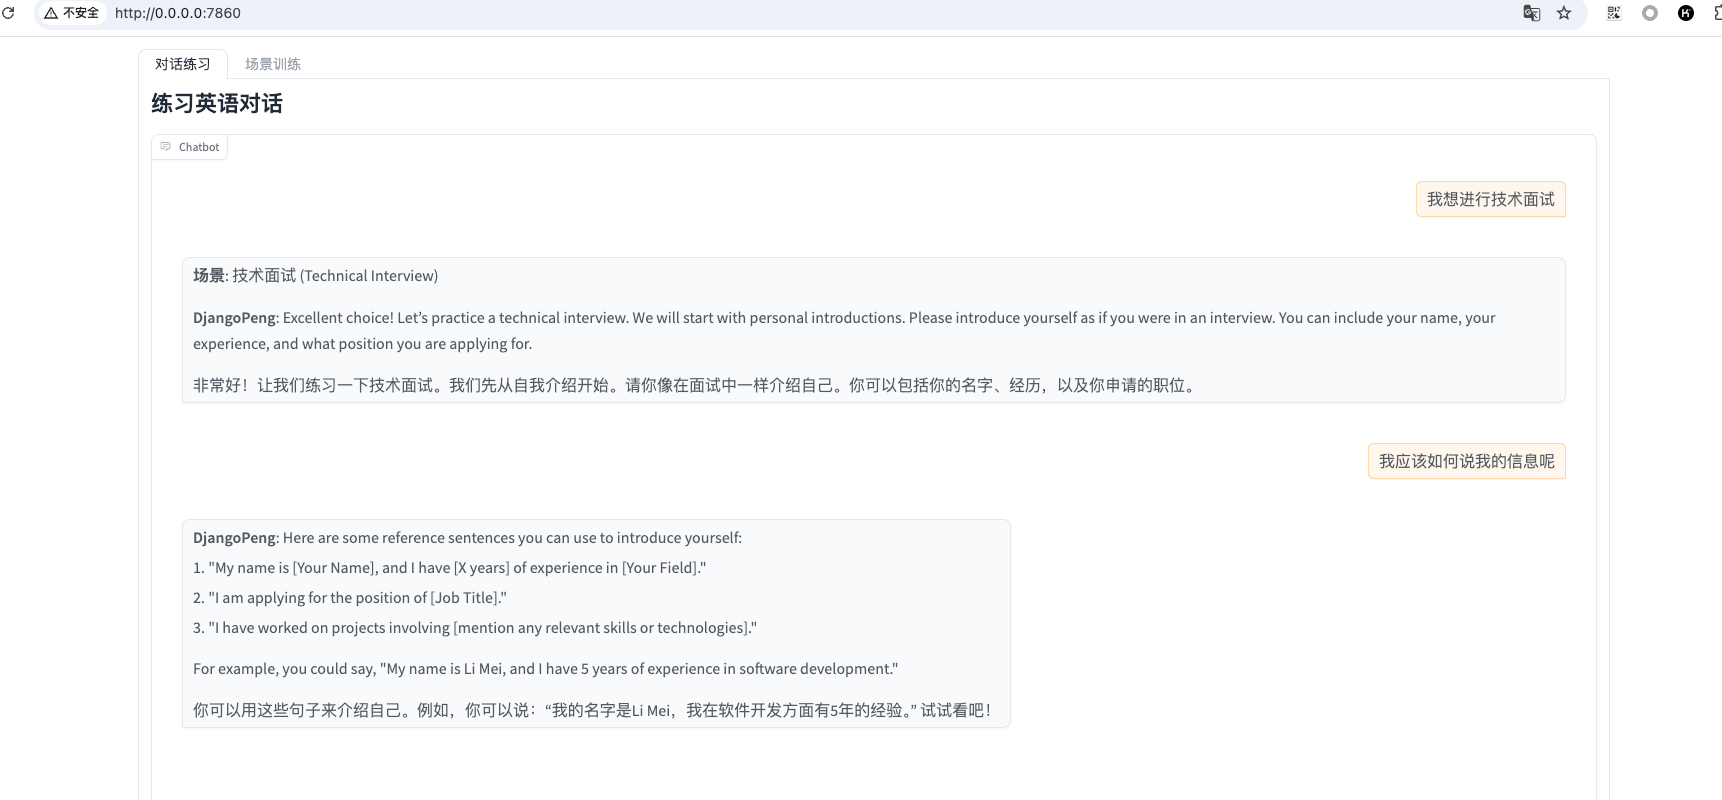 不安全 http://0.0.0.0:7860
对话练习 场景训练
练习英语对话
Chatbot
我想进行技术面试
场景: 技术面试 (Technical Interview)
DjangoPeng: Excellent choice! Let’s practice a technical interview. We will start with personal introductions. Please introduce yourself as if you were in an interview. You can include your name, your
experience, and what position you are applying for.
非常好！让我们练习一下技术面试。我们先从自我介绍开始。请你像在面试中一样介绍自己。你可以包括你的名字、经历，以及你申请的职位。
我应该如何说我的信息呢
DjangoPeng: Here are some reference sentences you can use to introduce yourself:
1. "My name is [Your Name], and I have [X years] of experience in [Your Field]."
2. "I am applying for the position of [Job Title]."
3. "I have worked on projects involving [mention any relevant skills or technologies]."
For example, you could say, "My name is Li Mei, and I have 5 years of experience in software development."
你可以用这些句子来介绍自己。例如，你可以说：“我的名字是Li Mei，我在软件开发方面有5年的经验。” 试试看吧！